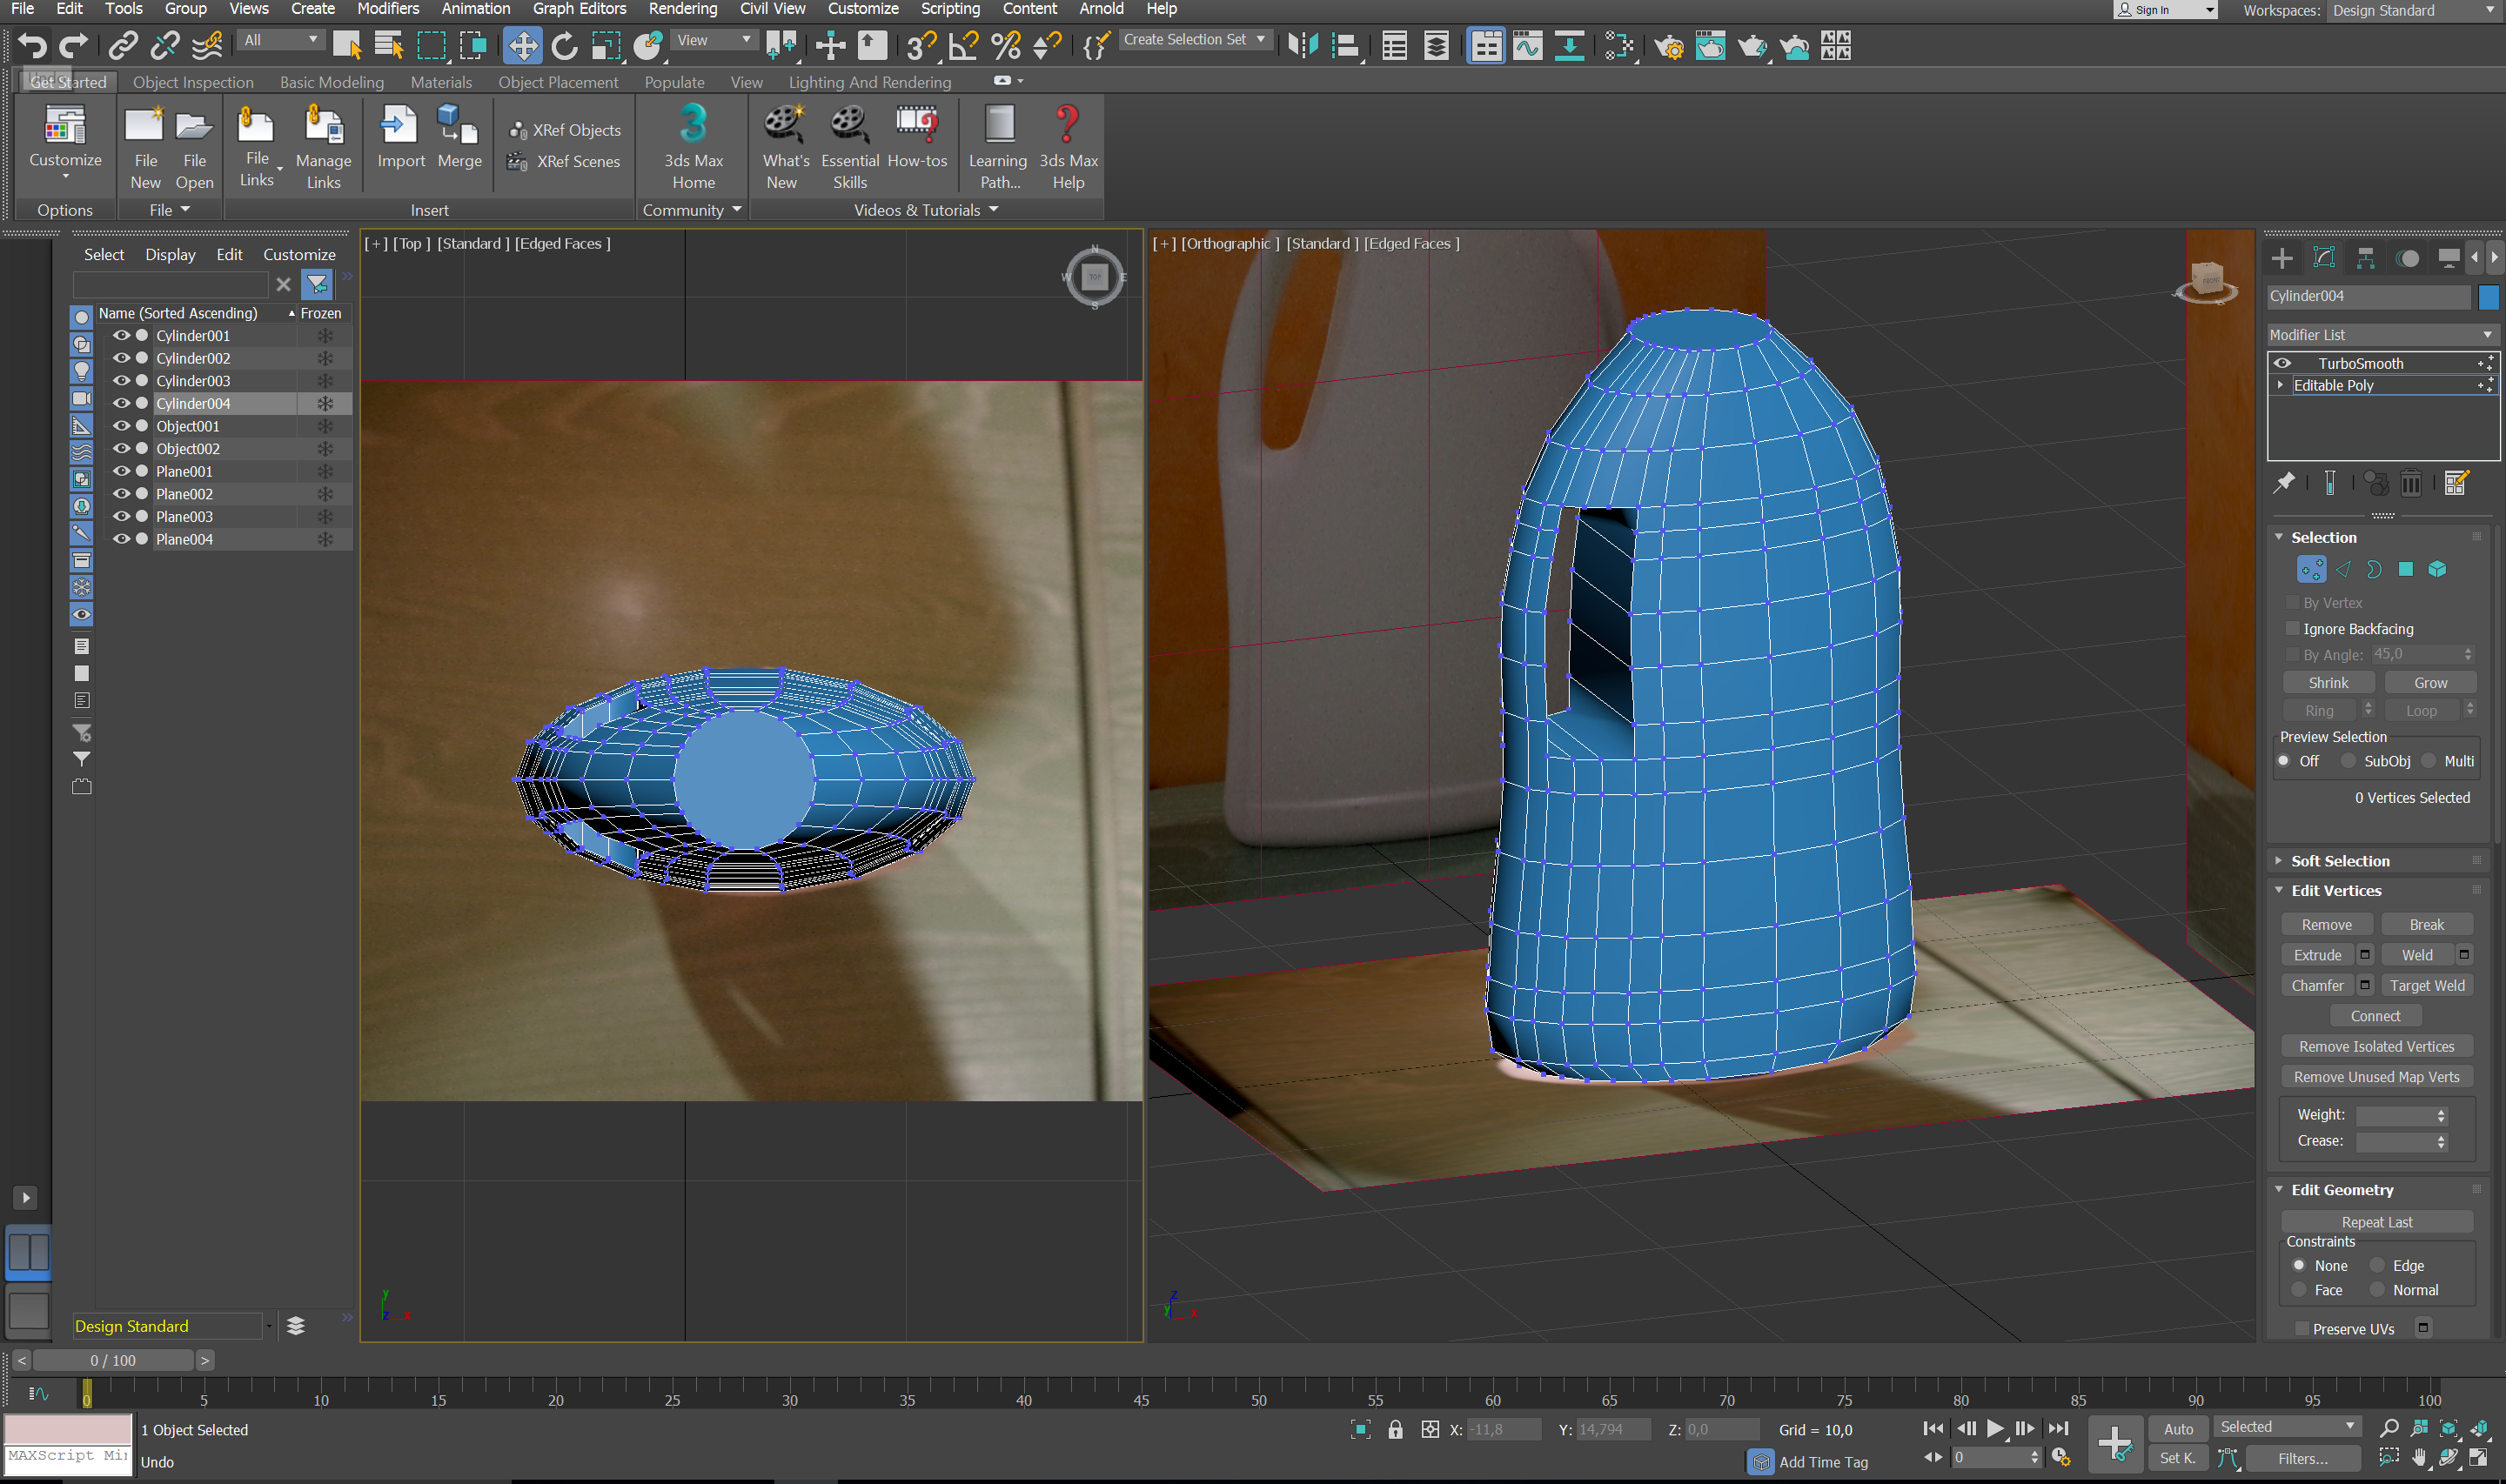 File Edit Tools Group Views Create Modifiers Animation Graph Editors Rendering Civil View Customize Scripting Content Arnold Help Sign In Workspaces: Design Standard
All View Create Selection Set
Get Started Object Inspection Basic Modeling Materials Object Placement Populate View Lighting And Rendering
Customize File New File Open File Links Manage Links Import Merge XRef Objects 3ds Max Home What's New Essential Skills How-tos Learning Path... 3ds Max Help
XRef Scenes
Options File Insert Community Videos & Tutorials
Select Display Edit Customize
Name (Sorted Ascending) Frozen
Cylinder001
Cylinder002
Cylinder003
Cylinder004
Object001
Object002
Plane001
Plane002
Plane003
Plane004
Design Standard
[+] [Top ] [Standard ] [Edged Faces ]
N
W TOP E
S
y
z x
[+] [Orthographic ] [Standard ] [Edged Faces ]
FRONT
z
y x
Cylinder004
Modifier List
TurboSmooth
Editable Poly
Selection
By Vertex
Ignore Backfacing
By Angle: 45,0
Shrink Grow
Ring Loop
Preview Selection
Off SubObj Multi
0 Vertices Selected
Soft Selection
Edit Vertices
Remove Break
Extrude Weld
Chamfer Target Weld
Connect
Remove Isolated Vertices
Remove Unused Map Verts
Weight:
Crease:
Edit Geometry
Repeat Last
Constraints
None Edge
Face Normal
Preserve UVs
< 0 / 100 >
0 5 10 15 20 25 30 35 40 45 50 55 60 65 70 75 80 85 90 95 100
1 Object Selected X: -11,8 Y: 14,794 Z: 0,0 Grid = 10,0 Auto Selected
MAXScript Mi
Undo Add Time Tag 0 Set K. Filters...